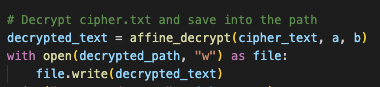 # Decrypt cipher.txt and save into the path
decrypted_text = affine_decrypt(cipher_text, a, b)
with open(decrypted_path, "w") as file:
    file.write(decrypted_text)